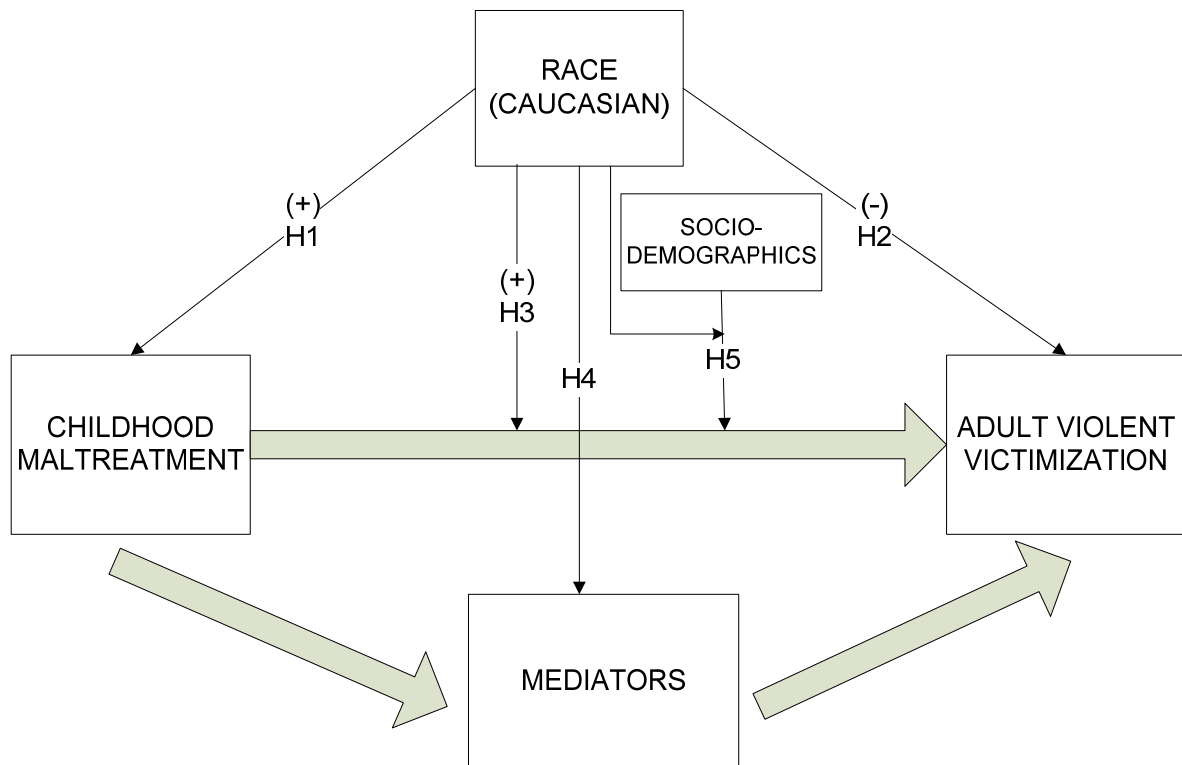 RACE
(CAUCASIAN)
SOCIO-
DEMOGRAPHICS
(+)
H1
(-)
H2
(+)
H3
H4
H5
CHILDHOOD
MALTREATMENT
ADULT VIOLENT
VICTIMIZATION
MEDIATORS